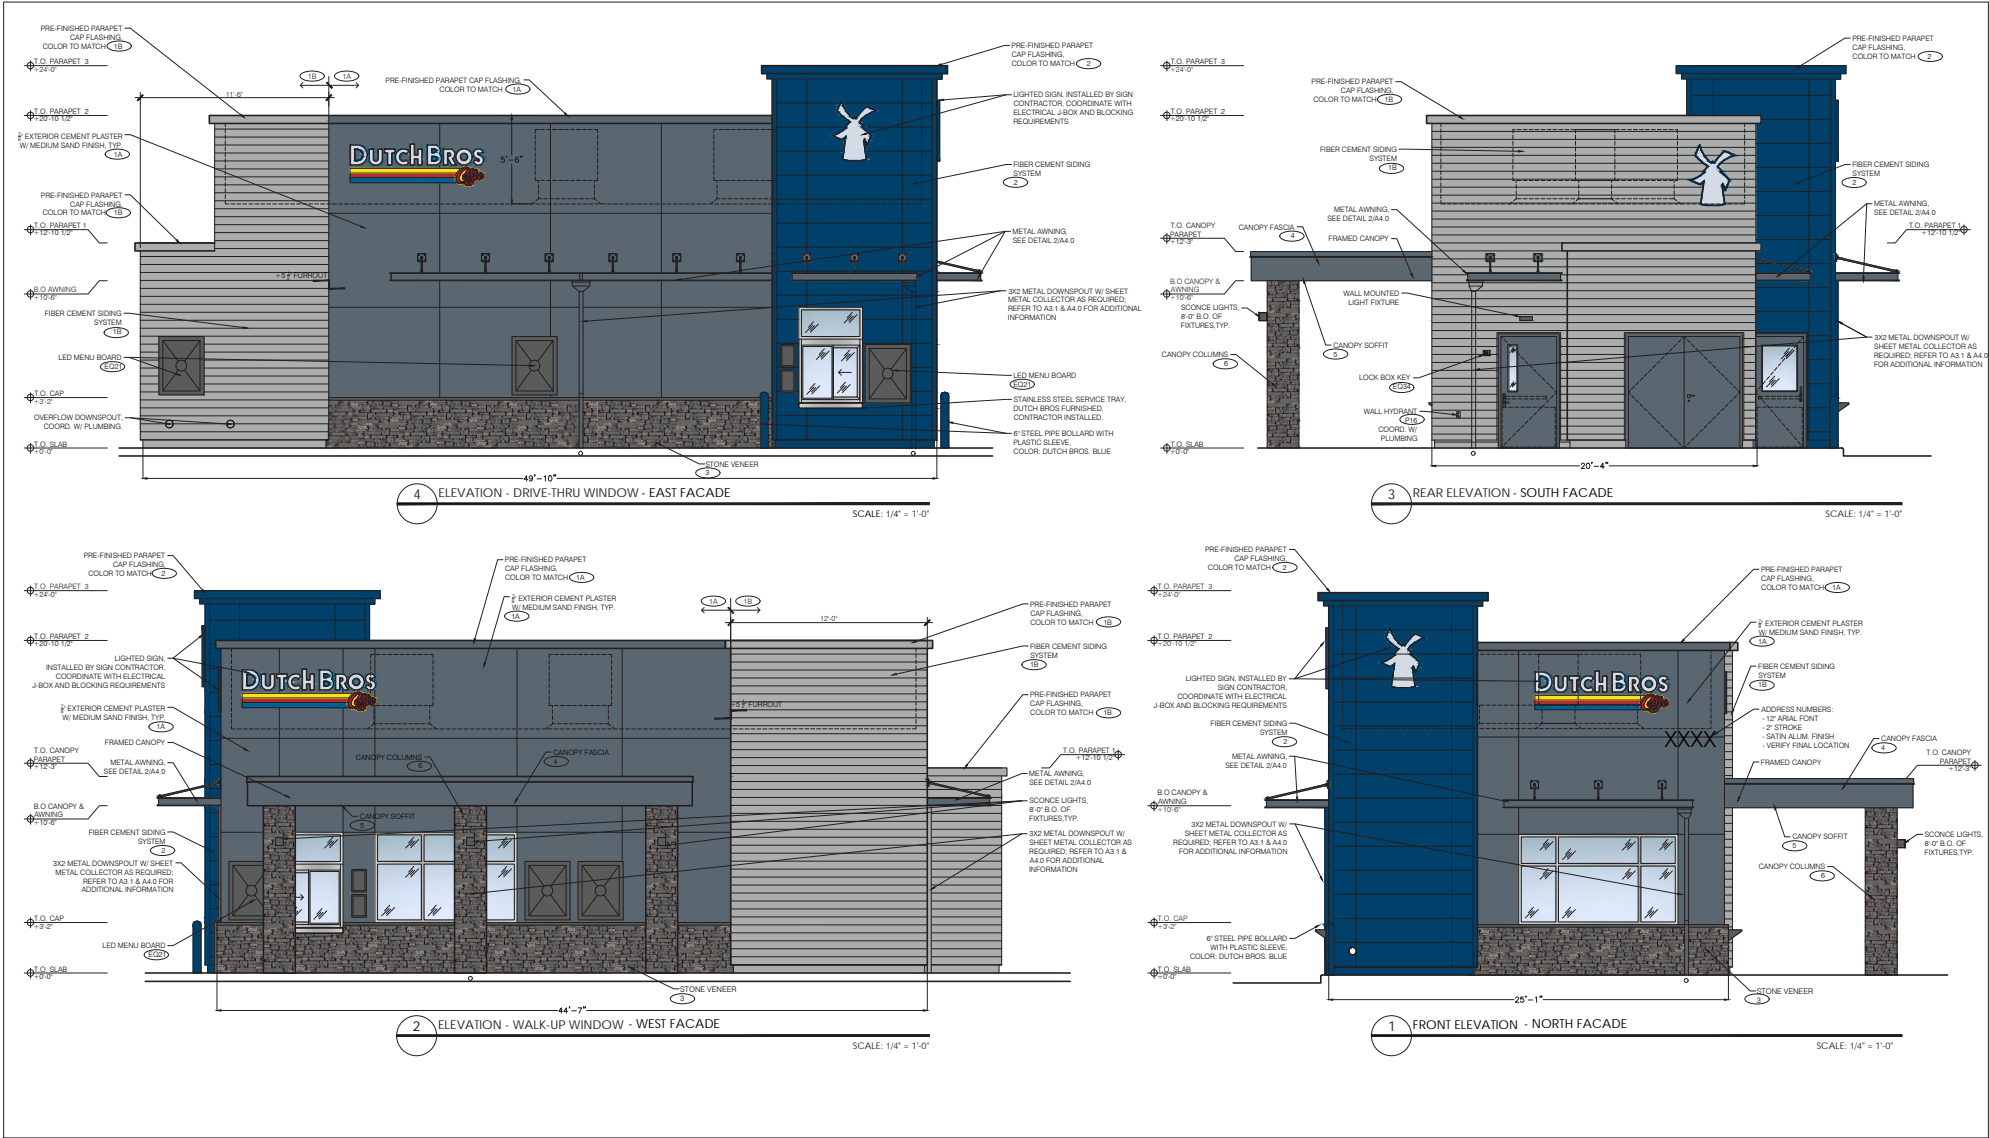 PRE-FINISHED PARAPET
CAP FLASHING,
COLOR TO MATCH 1B
T.O. PARAPET 3
+24'-0"
1B 1A
11'-6"
PRE-FINISHED PARAPET CAP FLASHING,
COLOR TO MATCH 1A
T.O. PARAPET 2
+20'-10 1/2"
EXTERIOR CEMENT PLASTER
W/ MEDIUM SAND FINISH, TYP.
1A
PRE-FINISHED PARAPET
CAP FLASHING,
COLOR TO MATCH 1B
T.O. PARAPET 1
+12'-10 1/2"
B.O AWNING
+10'-6"
FIBER CEMENT SIDING
SYSTEM
1B
LED MENU BOARD
EQ21
T.O. CAP
+3'-2"
OVERFLOW DOWNSPOUT,
COORD. W/ PLUMBING.
T.O. SLAB
+0'-0"
DUTCH BROS
5'-6"
FURROUT
PRE-FINISHED PARAPET
CAP FLASHING,
COLOR TO MATCH 2
LIGHTED SIGN, INSTALLED BY SIGN
CONTRACTOR, COORDINATE WITH
ELECTRICAL J-BOX AND BLOCKING
REQUIREMENTS
FIBER CEMENT SIDING
SYSTEM
2
METAL AWNING,
SEE DETAIL 2/A4.0
3X2 METAL DOWNSPOUT W/ SHEET
METAL COLLECTOR AS REQUIRED;
REFER TO A3.1 & A4.0 FOR ADDITIONAL
INFORMATION
LED MENU BOARD
EQ21
STAINLESS STEEL SERVICE TRAY,
DUTCH BROS FURNISHED,
CONTRACTOR INSTALLED.
6" STEEL PIPE BOLLARD WITH
PLASTIC SLEEVE,
COLOR: DUTCH BROS. BLUE
STONE VENEER
3
49'-10"
4 ELEVATION - DRIVE-THRU WINDOW - EAST FACADE
SCALE: 1/4" = 1'-0"
T.O. PARAPET 3
+24'-0"
T.O. PARAPET 2
+20'-10 1/2"
PRE-FINISHED PARAPET
CAP FLASHING,
COLOR TO MATCH 1B
FIBER CEMENT SIDING
SYSTEM
1B
METAL AWNING,
SEE DETAIL 2/A4.0
T.O. CANOPY
PARAPET
+12'-3"
CANOPY FASCIA
4
FRAMED CANOPY
B.O CANOPY &
AWNING
+10'-6"
SCONCE LIGHTS,
8'-0" B.O. OF
FIXTURES,TYP.
WALL MOUNTED
LIGHT FIXTURE
CANOPY SOFFIT
5
CANOPY COLUMNS
6
LOCK BOX KEY
EQ34
WALL HYDRANT
P16
COORD. W/
PLUMBING
T.O. SLAB
+0'-0"
PRE-FINISHED PARAPET
CAP FLASHING,
COLOR TO MATCH 2
FIBER CEMENT SIDING
SYSTEM
2
METAL AWNING,
SEE DETAIL 2/A4.0
T.O. PARAPET 1
+12'-10 1/2"
3X2 METAL DOWNSPOUT W/
SHEET METAL COLLECTOR AS
REQUIRED; REFER TO A3.1 & A4.0
FOR ADDITIONAL INFORMATION
20'-4"
3 REAR ELEVATION - SOUTH FACADE
SCALE: 1/4" = 1'-0"
PRE-FINISHED PARAPET
CAP FLASHING,
COLOR TO MATCH 2
T.O. PARAPET 3
+24'-0"
T.O. PARAPET 2
+20'-10 1/2"
LIGHTED SIGN,
INSTALLED BY SIGN CONTRACTOR,
COORDINATE WITH ELECTRICAL
J-BOX AND BLOCKING REQUIREMENTS
EXTERIOR CEMENT PLASTER
W/ MEDIUM SAND FINISH, TYP.
1A
FRAMED CANOPY
T.O. CANOPY
PARAPET
+12'-3"
METAL AWNING,
SEE DETAIL 2/A4.0
B.O CANOPY &
AWNING
+10'-6"
FIBER CEMENT SIDING
SYSTEM
2
3X2 METAL DOWNSPOUT W/ SHEET
METAL COLLECTOR AS REQUIRED;
REFER TO A3.1 & A4.0 FOR
ADDITIONAL INFORMATION
T.O. CAP
+3'-2"
LED MENU BOARD
EQ21
T.O. SLAB
+0'-0"
PRE-FINISHED PARAPET
CAP FLASHING,
COLOR TO MATCH 1A
EXTERIOR CEMENT PLASTER
W/ MEDIUM SAND FINISH, TYP.
1A
1A 1B
12'-0"
DUTCH BROS
FURROUT
CANOPY COLUMNS
6
CANOPY FASCIA
4
CANOPY SOFFIT
5
PRE-FINISHED PARAPET
CAP FLASHING,
COLOR TO MATCH 1B
FIBER CEMENT SIDING
SYSTEM
1B
PRE-FINISHED PARAPET
CAP FLASHING,
COLOR TO MATCH 1B
T.O. PARAPET 1
+12'-10 1/2"
METAL AWNING,
SEE DETAIL 2/A4.0
SCONCE LIGHTS,
8'-0" B.O. OF
FIXTURES,TYP.
3X2 METAL DOWNSPOUT W/
SHEET METAL COLLECTOR AS
REQUIRED; REFER TO A3.1 &
A4.0 FOR ADDITIONAL
INFORMATION
STONE VENEER
3
44'-7"
2 ELEVATION - WALK-UP WINDOW - WEST FACADE
SCALE: 1/4" = 1'-0"
PRE-FINISHED PARAPET
CAP FLASHING,
COLOR TO MATCH 2
T.O. PARAPET 3
+24'-0"
T.O. PARAPET 2
+20'-10 1/2"
LIGHTED SIGN, INSTALLED BY
SIGN CONTRACTOR,
COORDINATE WITH ELECTRICAL
J-BOX AND BLOCKING REQUIREMENTS
FIBER CEMENT SIDING
SYSTEM
2
METAL AWNING,
SEE DETAIL 2/A4.0
B.O CANOPY &
AWNING
+10'-6"
3X2 METAL DOWNSPOUT W/
SHEET METAL COLLECTOR AS
REQUIRED; REFER TO A3.1 & A4.0
FOR ADDITIONAL INFORMATION
T.O. CAP
+3'-2"
6" STEEL PIPE BOLLARD
WITH PLASTIC SLEEVE,
COLOR: DUTCH BROS. BLUE
T.O. SLAB
+0'-0"
DUTCH BROS
XXXX
PRE-FINISHED PARAPET
CAP FLASHING,
COLOR TO MATCH 1A
EXTERIOR CEMENT PLASTER
W/ MEDIUM SAND FINISH, TYP.
1A
FIBER CEMENT SIDING
SYSTEM
1B
ADDRESS NUMBERS:
- 12" ARIAL FONT
- 2" STROKE
- SATIN ALUM. FINISH
- VERIFY FINAL LOCATION
CANOPY FASCIA
4
FRAMED CANOPY
T.O. CANOPY
PARAPET
+12'-3"
CANOPY SOFFIT
5
SCONCE LIGHTS,
8'-0" B.O. OF
FIXTURES,TYP.
CANOPY COLUMNS
6
STONE VENEER
3
25'-1"
1 FRONT ELEVATION - NORTH FACADE
SCALE: 1/4" = 1'-0"